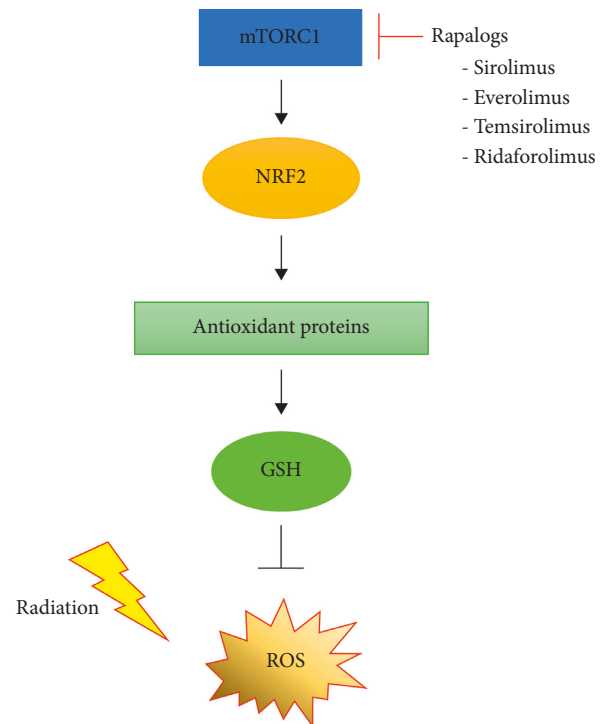 mTORC1
Rapalogs
- Sirolimus
- Everolimus
- Temsirolimus
- Ridaforolimus
NRF2
Antioxidant proteins
GSH
Radiation
ROS